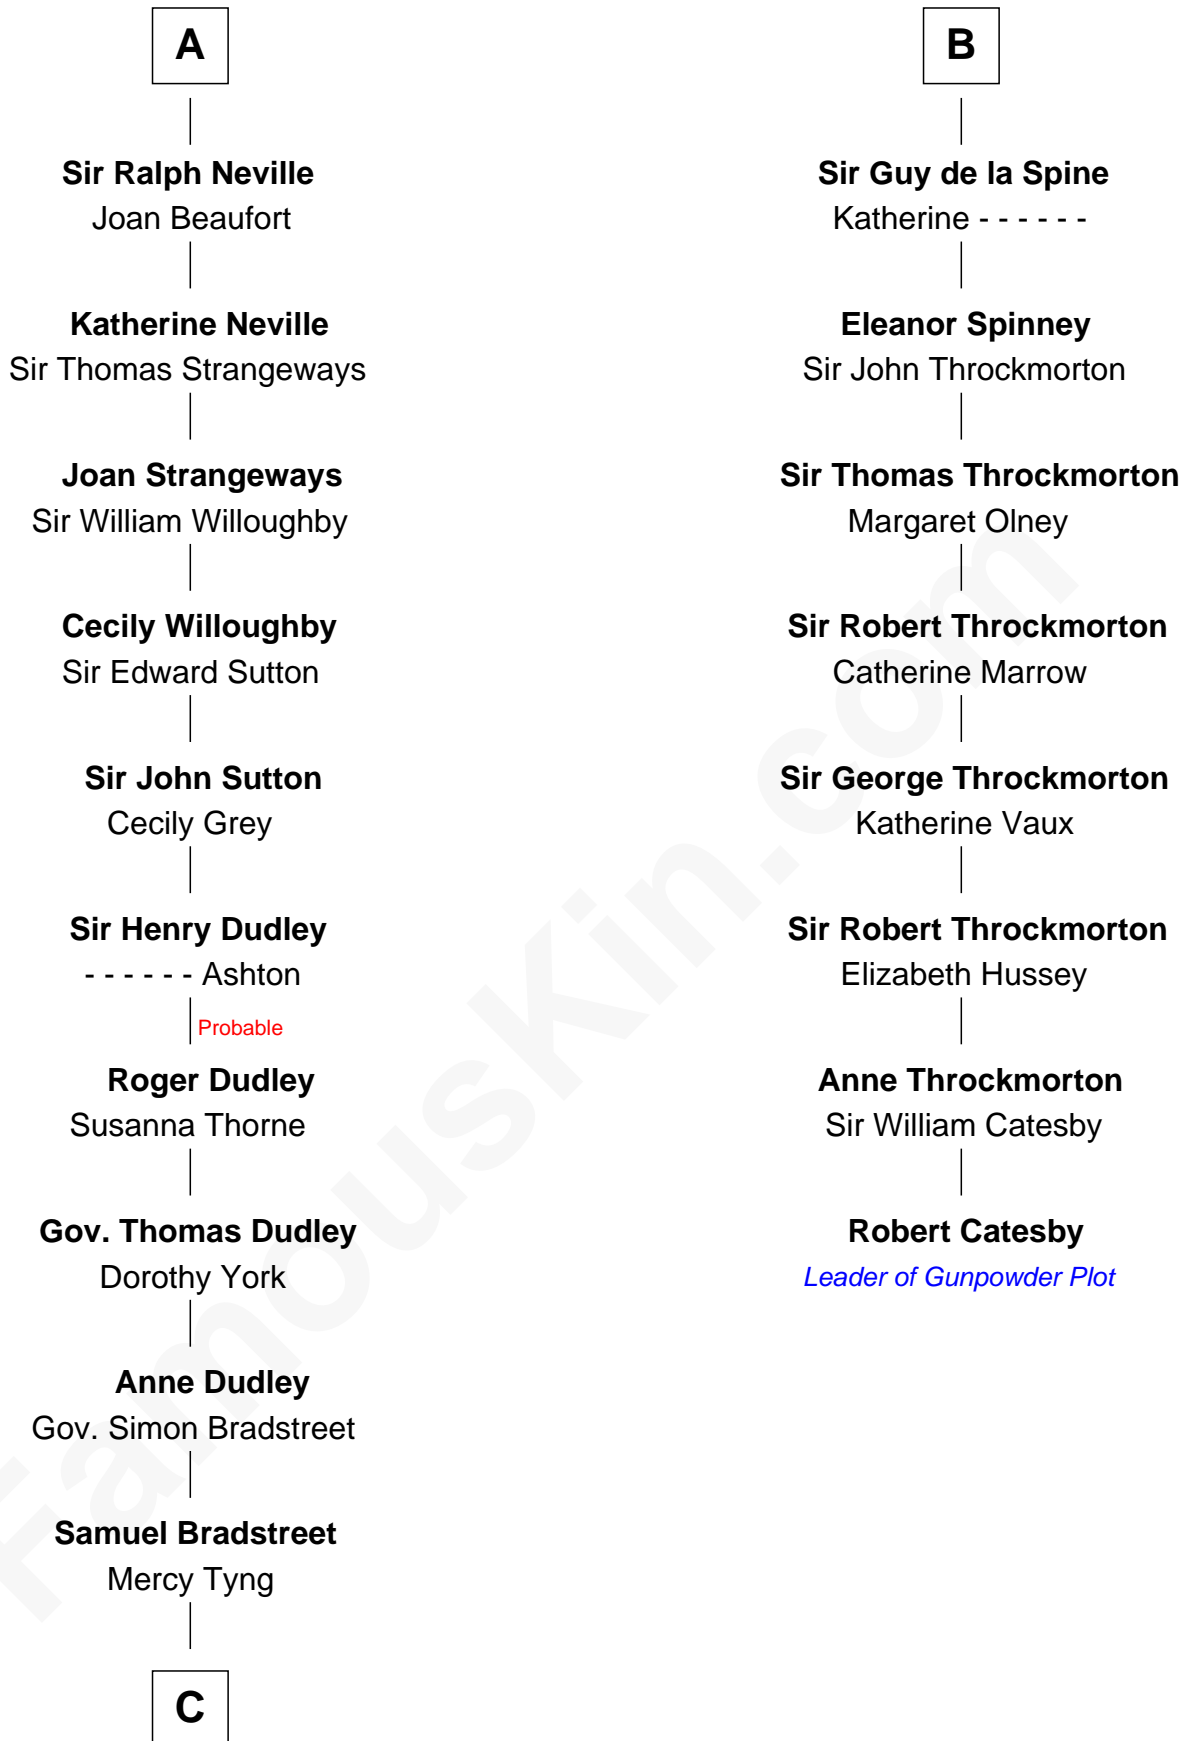 A
Sir Ralph Neville
Joan Beaufort
Katherine Neville
Sir Thomas Strangeways
Joan Strangeways
Sir William Willoughby
Cecily Willoughby
Sir Edward Sutton
Sir John Sutton
Cecily Grey
Sir Henry Dudley
- - - - - - Ashton
Probable
Roger Dudley
Susanna Thorne
Gov. Thomas Dudley
Dorothy York
Anne Dudley
Gov. Simon Bradstreet
Samuel Bradstreet
Mercy Tyng
C
B
Sir Guy de la Spine
Katherine - - - - - -
Eleanor Spinney
Sir John Throckmorton
Sir Thomas Throckmorton
Margaret Olney
Sir Robert Throckmorton
Catherine Marrow
Sir George Throckmorton
Katherine Vaux
Sir Robert Throckmorton
Elizabeth Hussey
Anne Throckmorton
Sir William Catesby
Robert Catesby
Leader of Gunpowder Plot
FamousKin.com